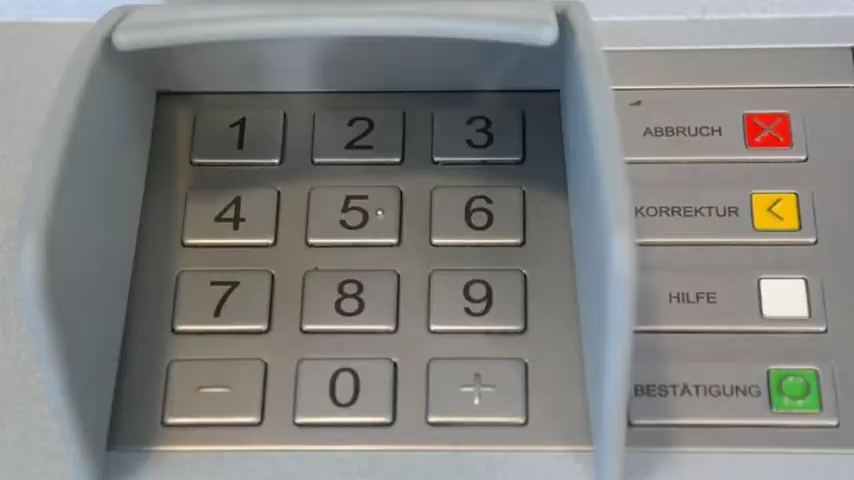 1 2 3
ABBRUCH
4 5 6
KORREKTUR <
7 8 9
HILFE
- 0 +
BESTÄTIGUNG